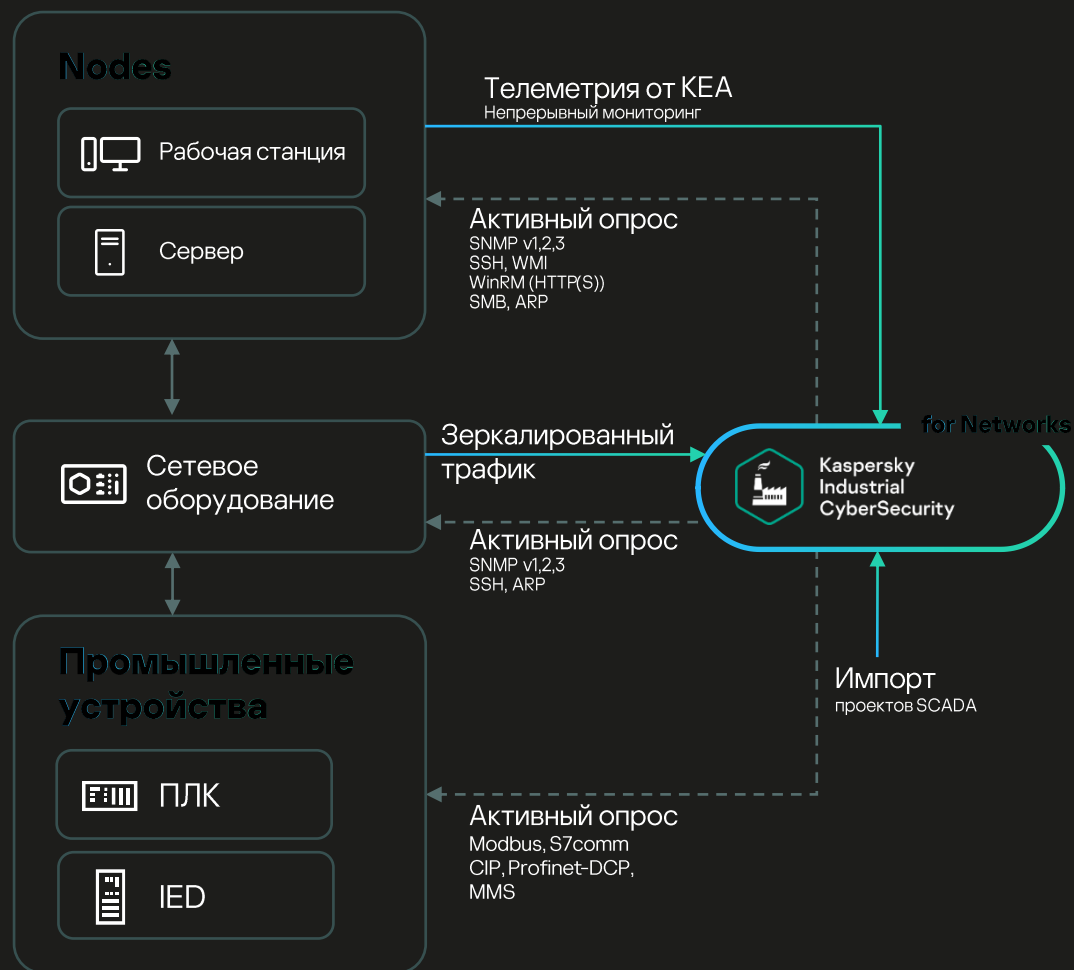 Nodes
Рабочая станция
Сервер
Телеметрия от KEA
Непрерывный мониторинг
Активный опрос
SNMP v1,2,3
SSH, WMI
WinRM (HTTP(S))
SMB, ARP
Сетевое
оборудование
Зеркалированный
трафик
Активный опрос
SNMP v1,2,3
SSH, ARP
for Networks
Kaspersky
Industrial
CyberSecurity
Импорт
проектов SCADA
Промышленные
устройства
ПЛК
IED
Активный опрос
Modbus, S7comm
CIP, Profinet-DCP,
MMS